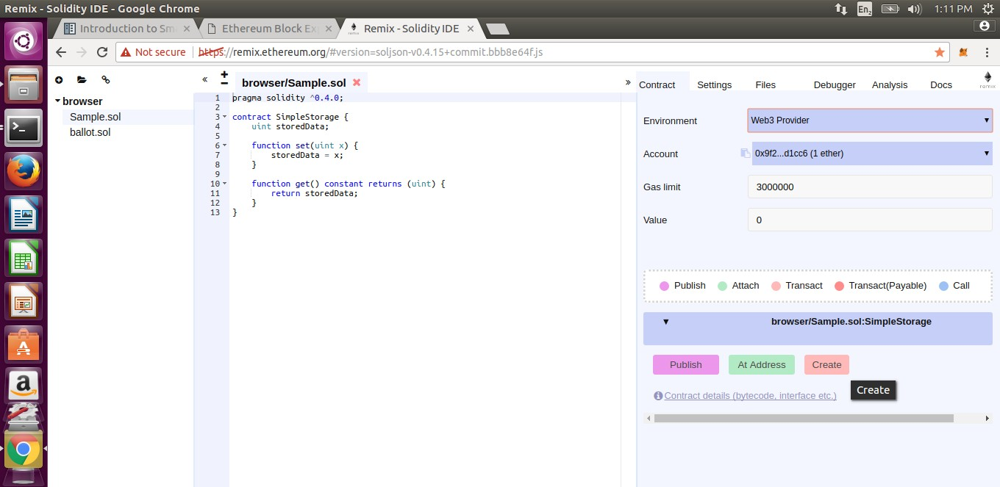 Remix - Solidity IDE - Google Chrome
En2
1:11 PM
Introduction to Sm
Ethereum Block Ex
remix
Remix - Solidity IDE
Not secure
https://remix.ethereum.org/#version=soljson-v0.4.15+commit.bbb8e64f.js
browser
Sample.sol
ballot.sol
«
+
−
browser/Sample.sol
»
1 pragma solidity ^0.4.0;
2
3 contract SimpleStorage {
4 uint storedData;
5
6 function set(uint x) {
7 storedData = x;
8 }
9
10 function get() constant returns (uint) {
11 return storedData;
12 }
13 }
Contract
Settings
Files
Debugger
Analysis
Docs
remix
Environment
Web3 Provider
Account
0x9f2...d1cc6 (1 ether)
Gas limit
3000000
Value
0
Publish
Attach
Transact
Transact(Payable)
Call
browser/Sample.sol:SimpleStorage
Publish
At Address
Create
Contract details (bytecode, interface etc.)
Create